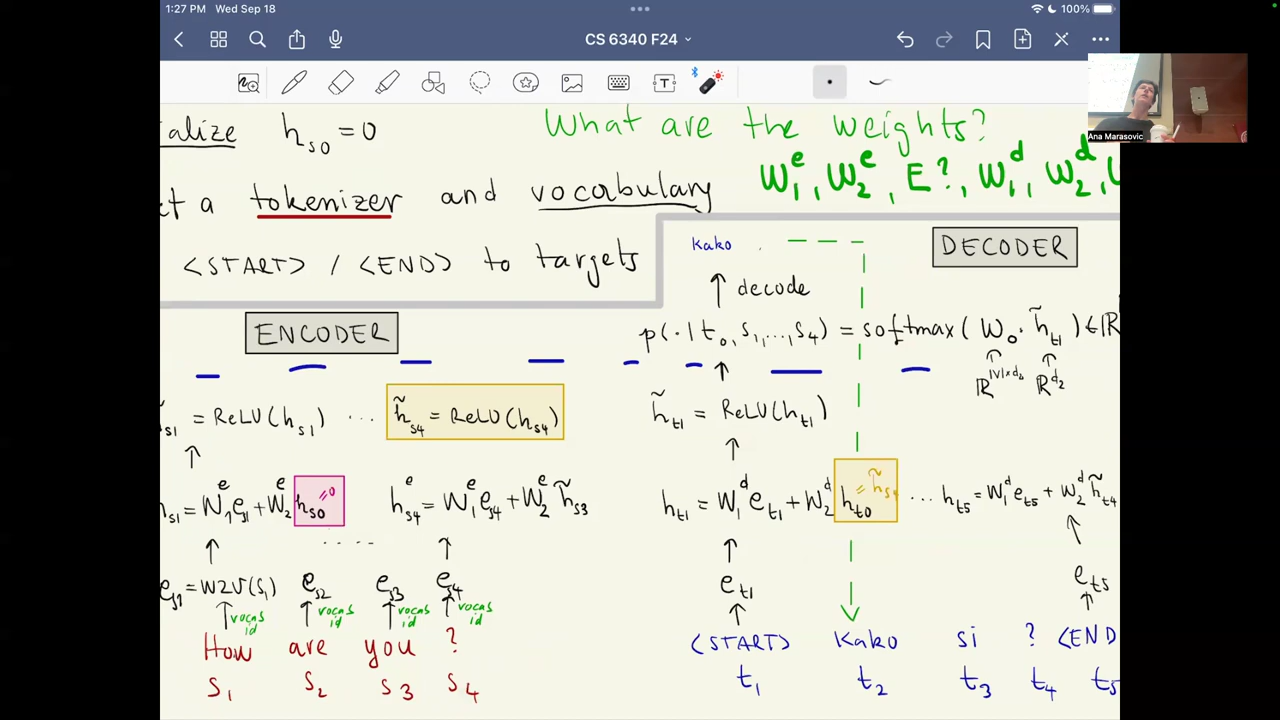 1:27 PM Wed Sep 18
100%
CS 6340 F24
Ana Marasovic
alize h_s0 = 0
What are the weights?
W_1^e, W_2^e, E?, W_1^d, W_2^d,
et a tokenizer and vocabulary
<START> / <END> to targets
Kako
DECODER
decode
ENCODER
p(·|t_0, s_1, ..., s_4) = softmax(W_o · h̃_t1) ∈ ℝ
ℝ^|V|×d_2 ℝ^d_2
h̃_s1 = ReLU(h_s1) ... h̃_s4 = ReLU(h_s4)
h̃_t1 = ReLU(h_t1)
h_s1 = W_1^e e_s1 + W_2^e h_s0 = 0
h_s4^e = W_1^e e_s4 + W_2^e h̃_s3
h_t1 = W_1^d e_t1 + W_2^d h_t0 = h̃_s4 ... h_t5 = W_1^d e_t5 + W_2^d h̃_t4
.....
e_s1 = w2v(s_1) e_s2 e_s3 e_s4
e_t1 e_t5
vocab id vocab id vocab id vocab id
How are you ?
s_1 s_2 s_3 s_4
<START> Kako si ? <END
t_1 t_2 t_3 t_4 t_5